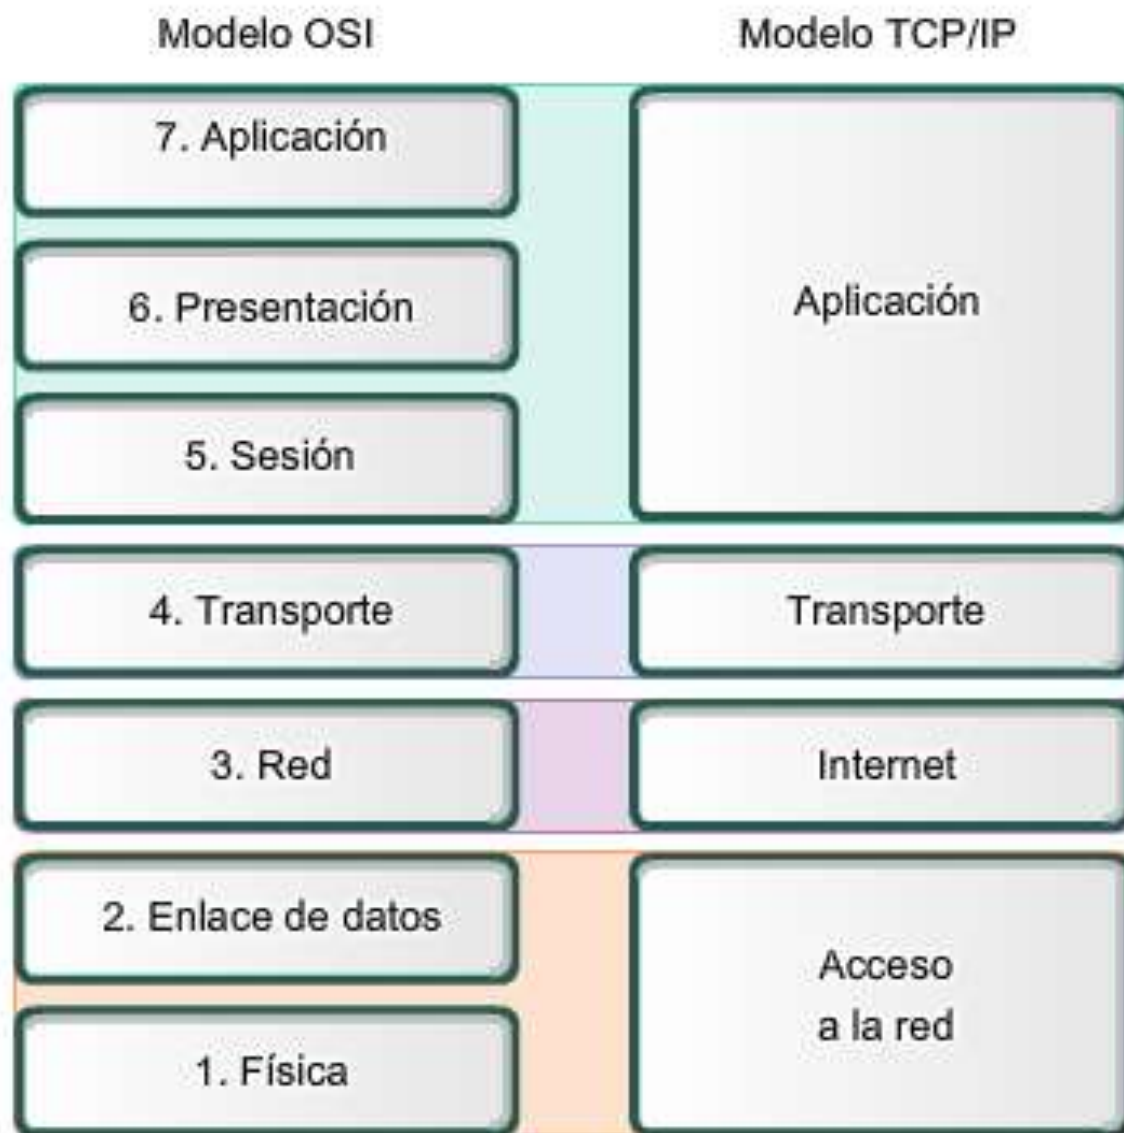 Modelo OSI
Modelo TCP/IP
7. Aplicación
6. Presentación
5. Sesión
4. Transporte
3. Red
2. Enlace de datos
1. Física
Aplicación
Transporte
Internet
Acceso
a la red